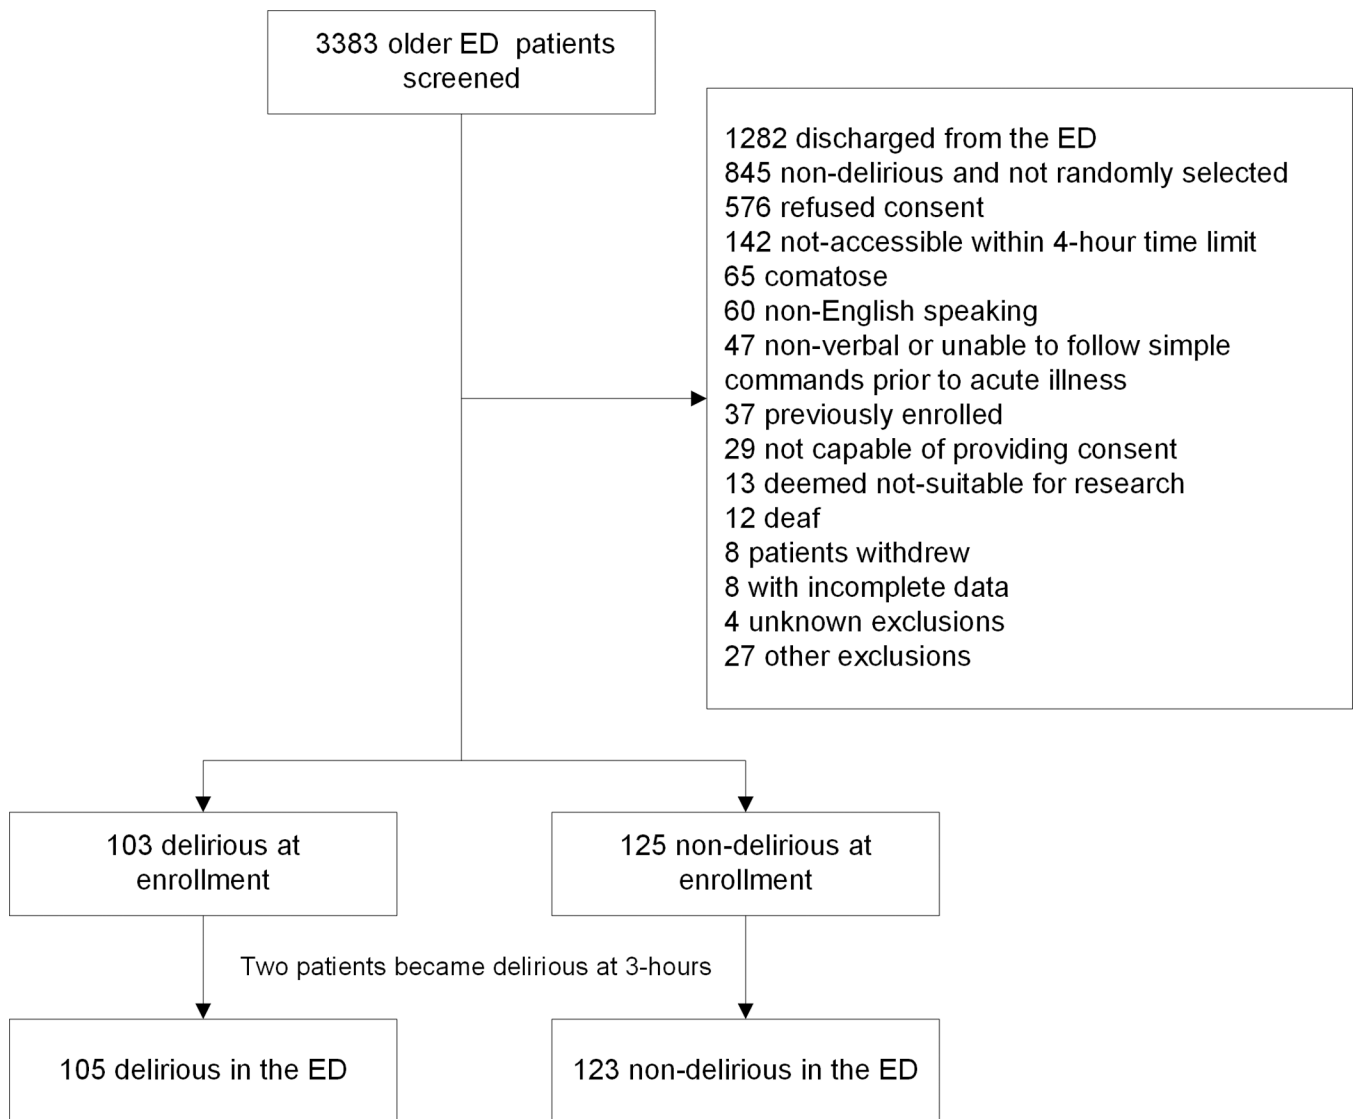 3383 older ED patients
screened
1282 discharged from the ED
845 non-delirious and not randomly selected
576 refused consent
142 not-accessible within 4-hour time limit
65 comatose
60 non-English speaking
47 non-verbal or unable to follow simple
commands prior to acute illness
37 previously enrolled
29 not capable of providing consent
13 deemed not-suitable for research
12 deaf
8 patients withdrew
8 with incomplete data
4 unknown exclusions
27 other exclusions
103 delirious at
enrollment
125 non-delirious at
enrollment
Two patients became delirious at 3-hours
105 delirious in the ED
123 non-delirious in the ED